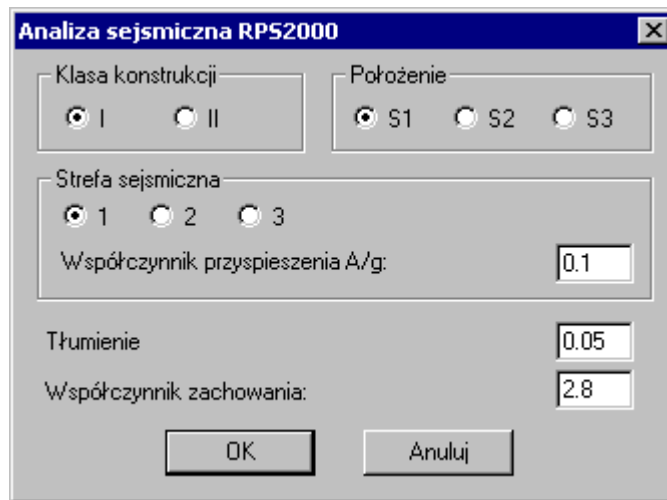 Analiza sejsmiczna RPS2000
Klasa konstrukcji
I II
Położenie
S1 S2 S3
Strefa sejsmiczna
1 2 3
Współczynnik przyspieszenia A/g: 0.1
Tłumienie 0.05
Współczynnik zachowania: 2.8
OK Anuluj